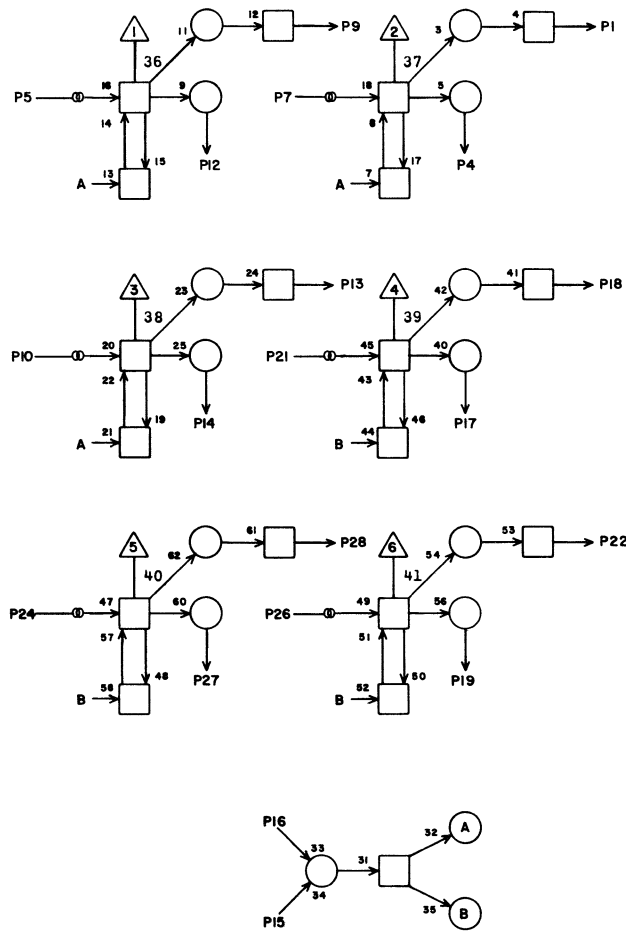 1 2
36 11 12 P9 37 3 4 P1
P5 16 9 P7 18 5
14 15 P12 6 17 P4
A 13 A 7
3 4
38 23 24 P13 39 42 41 P18
P10 20 25 P21 45 40
22 19 P14 43 46 P17
A 21 B 44
5 6
40 62 61 P28 41 54 53 P22
P24 47 60 P26 49 56
57 48 P27 51 50 P19
B 58 B 52
P16
33 31 32 A
34 35 B
P15